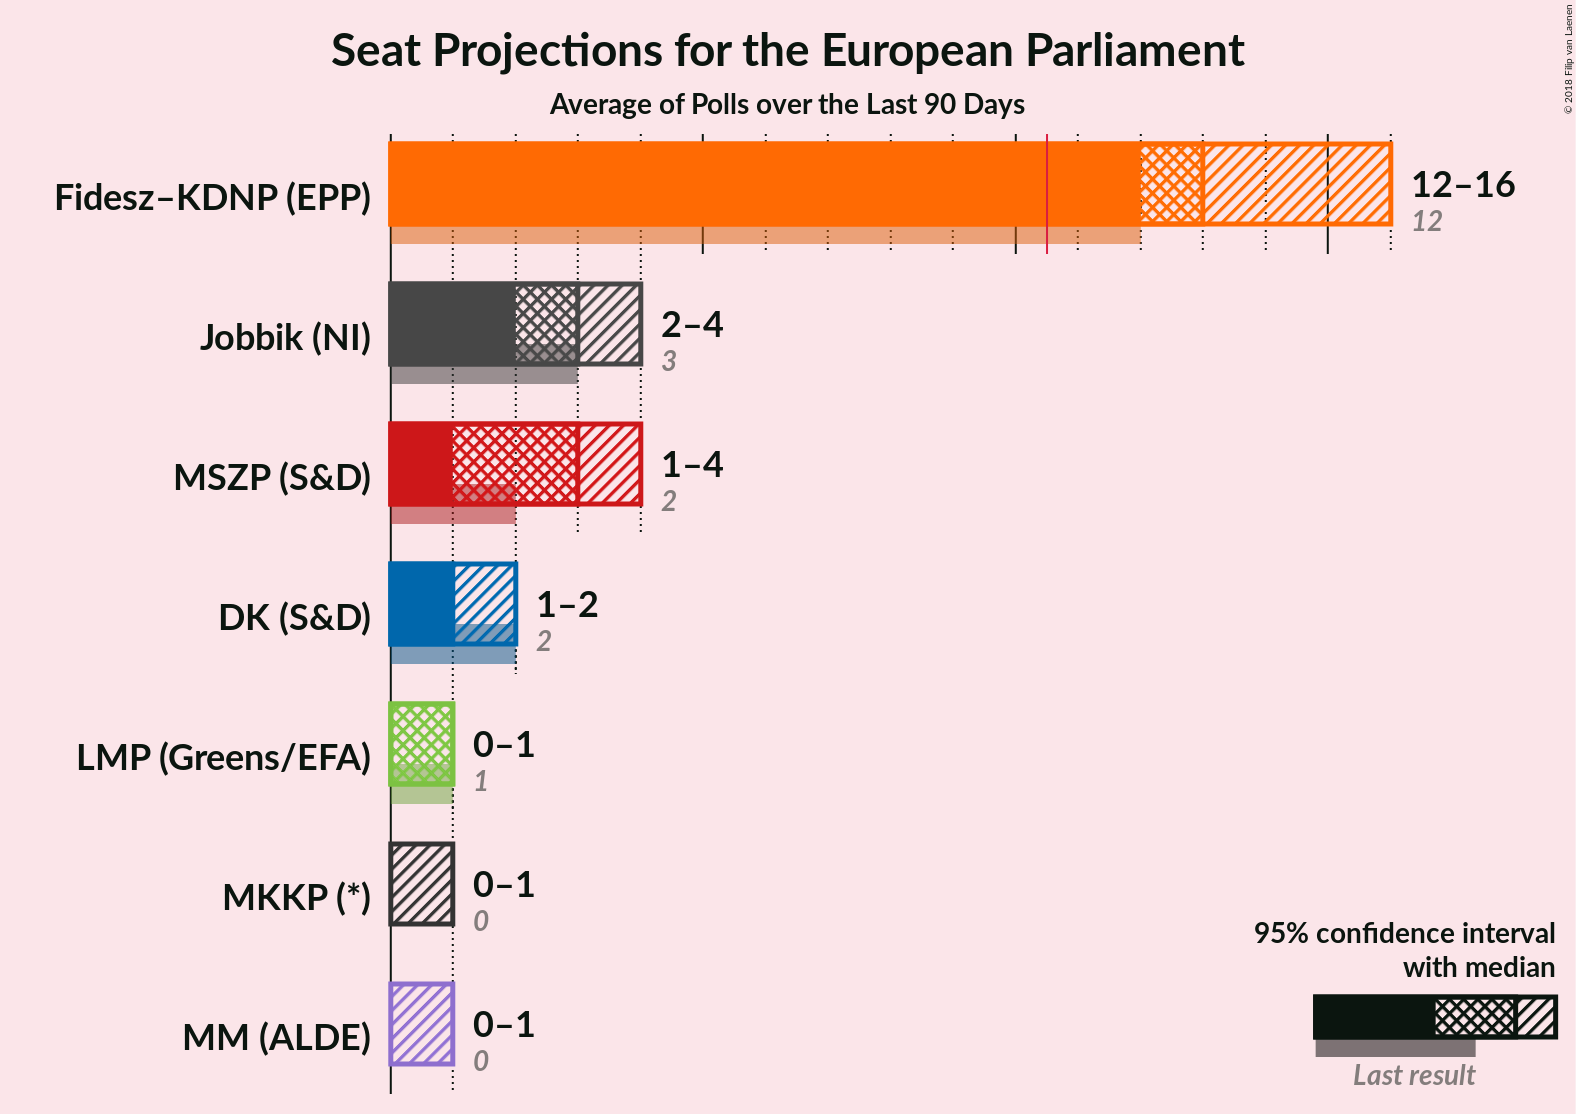 Seat Projections for the European Parliament
Average of Polls over the Last 90 Days
© 2018 Filip van Laenen
Fidesz–KDNP (EPP)
12–16
12
Jobbik (NI)
2–4
3
MSZP (S&D)
1–4
2
DK (S&D)
1–2
2
LMP (Greens/EFA)
0–1
1
MKKP (*)
0–1
0
MM (ALDE)
0–1
0
95% confidence interval
with median
Last result